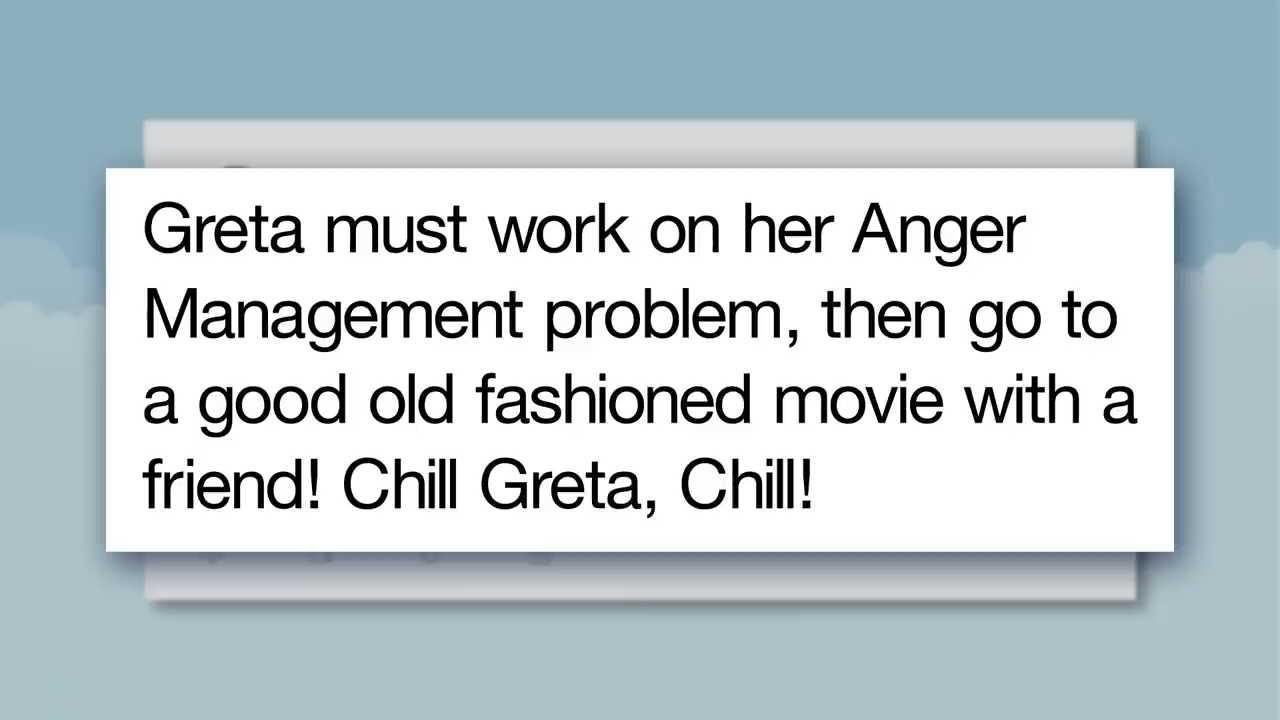 Greta must work on her Anger
Management problem, then go to
a good old fashioned movie with a
friend! Chill Greta, Chill!